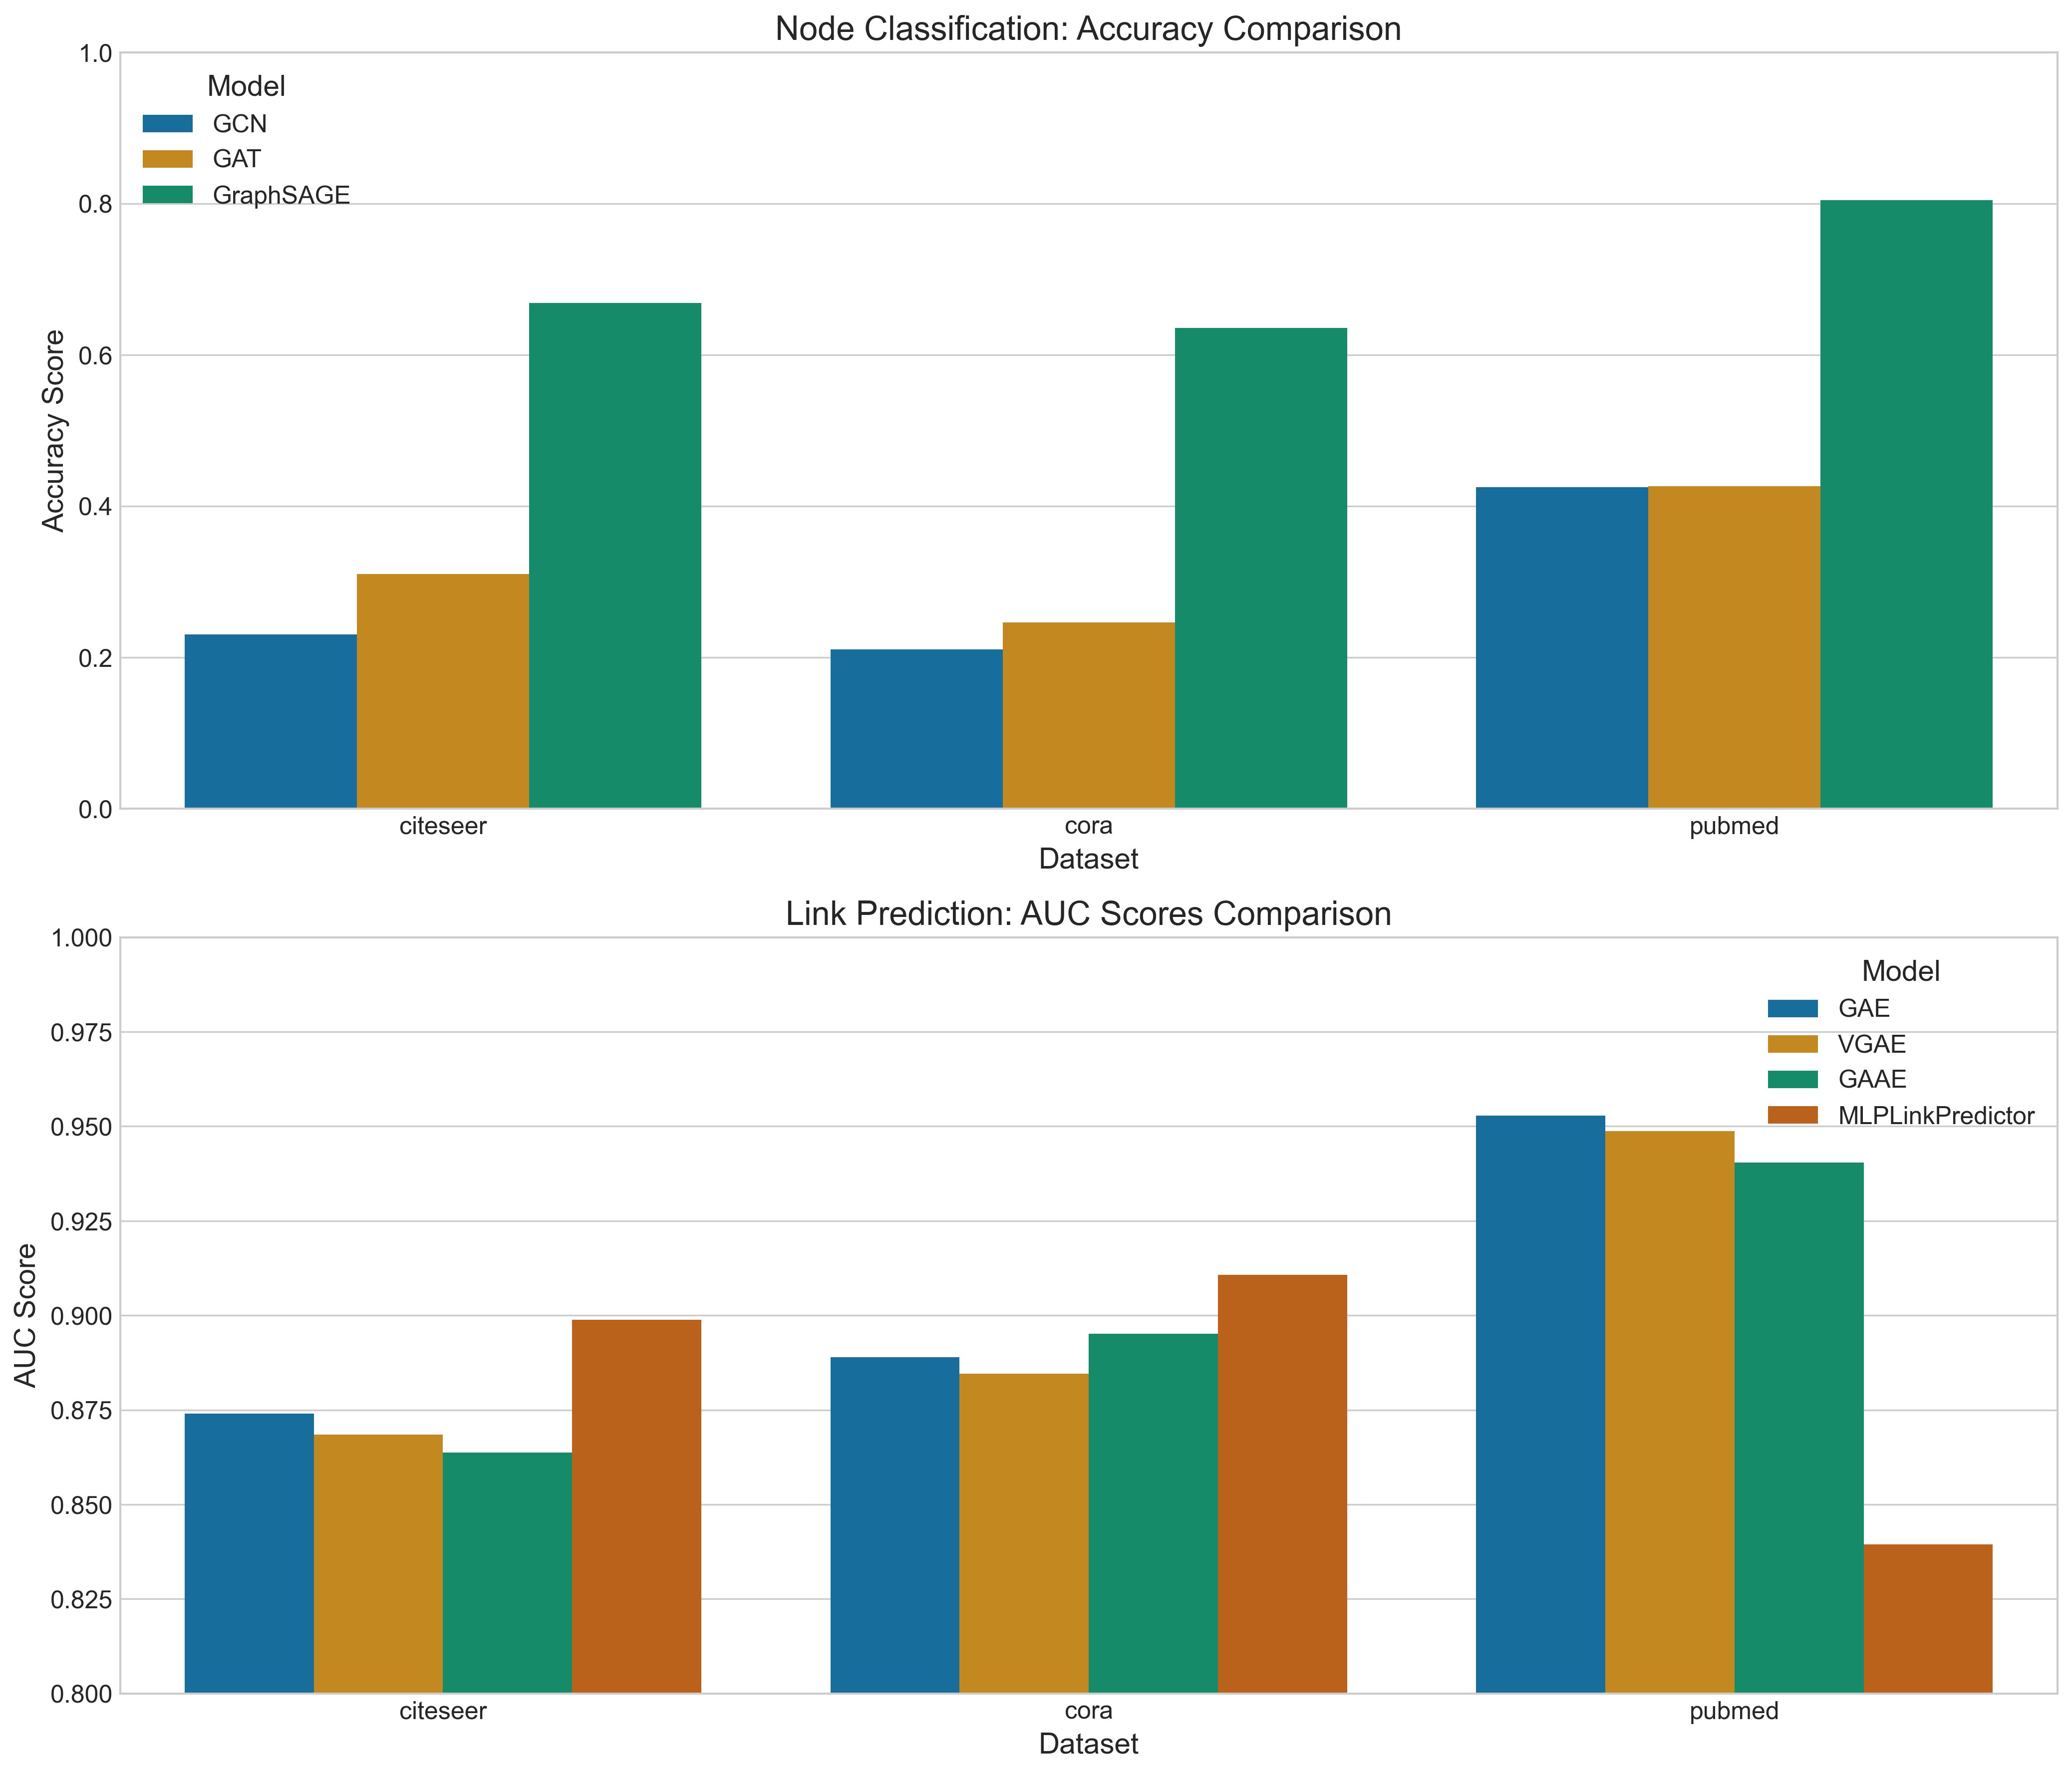 Node Classification: Accuracy Comparison
1.0
0.8
0.6
0.4
0.2
0.0
Accuracy Score
Model
GCN
GAT
GraphSAGE
citeseer
cora
pubmed
Dataset
Link Prediction: AUC Scores Comparison
1.000
0.975
0.950
0.925
0.900
0.875
0.850
0.825
0.800
AUC Score
Model
GAE
VGAE
GAAE
MLPLinkPredictor
citeseer
cora
pubmed
Dataset